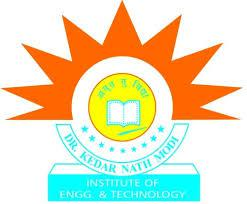 DR. KEDAR NATH MODI
INSTITUTE OF
ENGG. & TECHNOLOGY